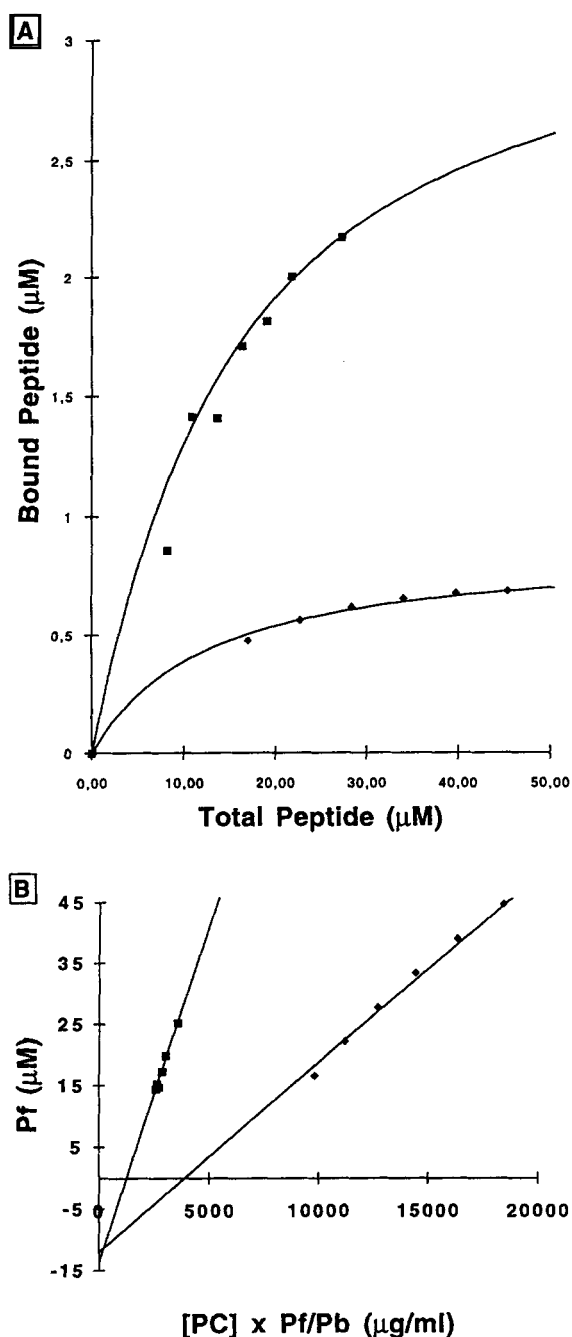 A
3
2,5
2
1,5
1
0,5
0
Bound Peptide (μM)
0,00 10,00 20,00 30,00 40,00 50,00
Total Peptide (μM)
B
45
35
25
15
5
-5
-15
Pf (μM)
0 5000 10000 15000 20000
[PC] x Pf/Pb (μg/ml)